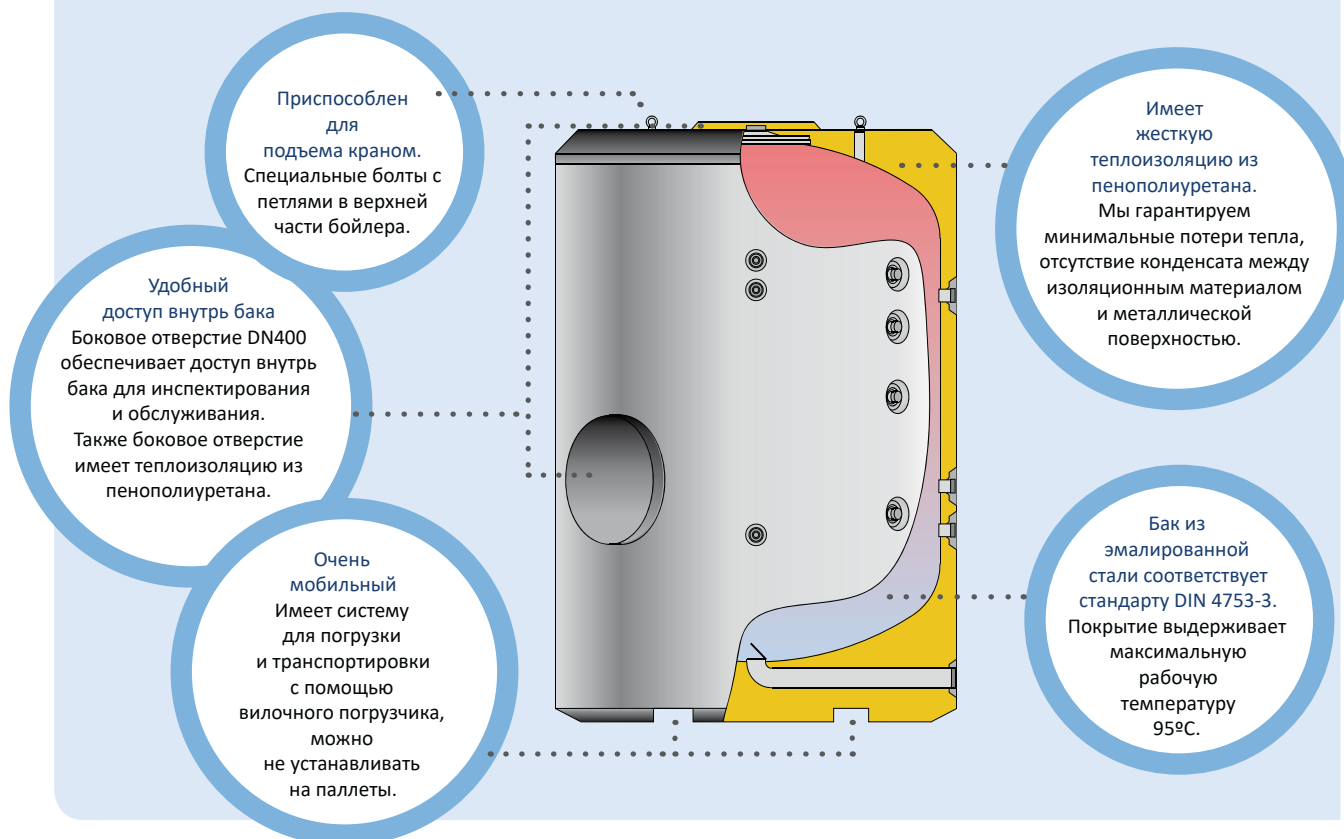 Приспособлен
для
подъема краном.
Специальные болты с
петлями в верхней
части бойлера.
Удобный
доступ внутрь бака
Боковое отверстие DN400
обеспечивает доступ внутрь
бака для инспектирования
и обслуживания.
Также боковое отверстие
имеет теплоизоляцию из
пенополиуретана.
Очень
мобильный
Имеет систему
для погрузки
и транспортировки
с помощью
вилочного погрузчика,
можно
не устанавливать
на паллеты.
Имеет
жесткую
теплоизоляцию из
пенополиуретана.
Мы гарантируем
минимальные потери тепла,
отсутствие конденсата между
изоляционным материалом
и металлической
поверхностью.
Бак из
эмалированной
стали соответствует
стандарту DIN 4753-3.
Покрытие выдерживает
максимальную
рабочую
температуру
95ºС.